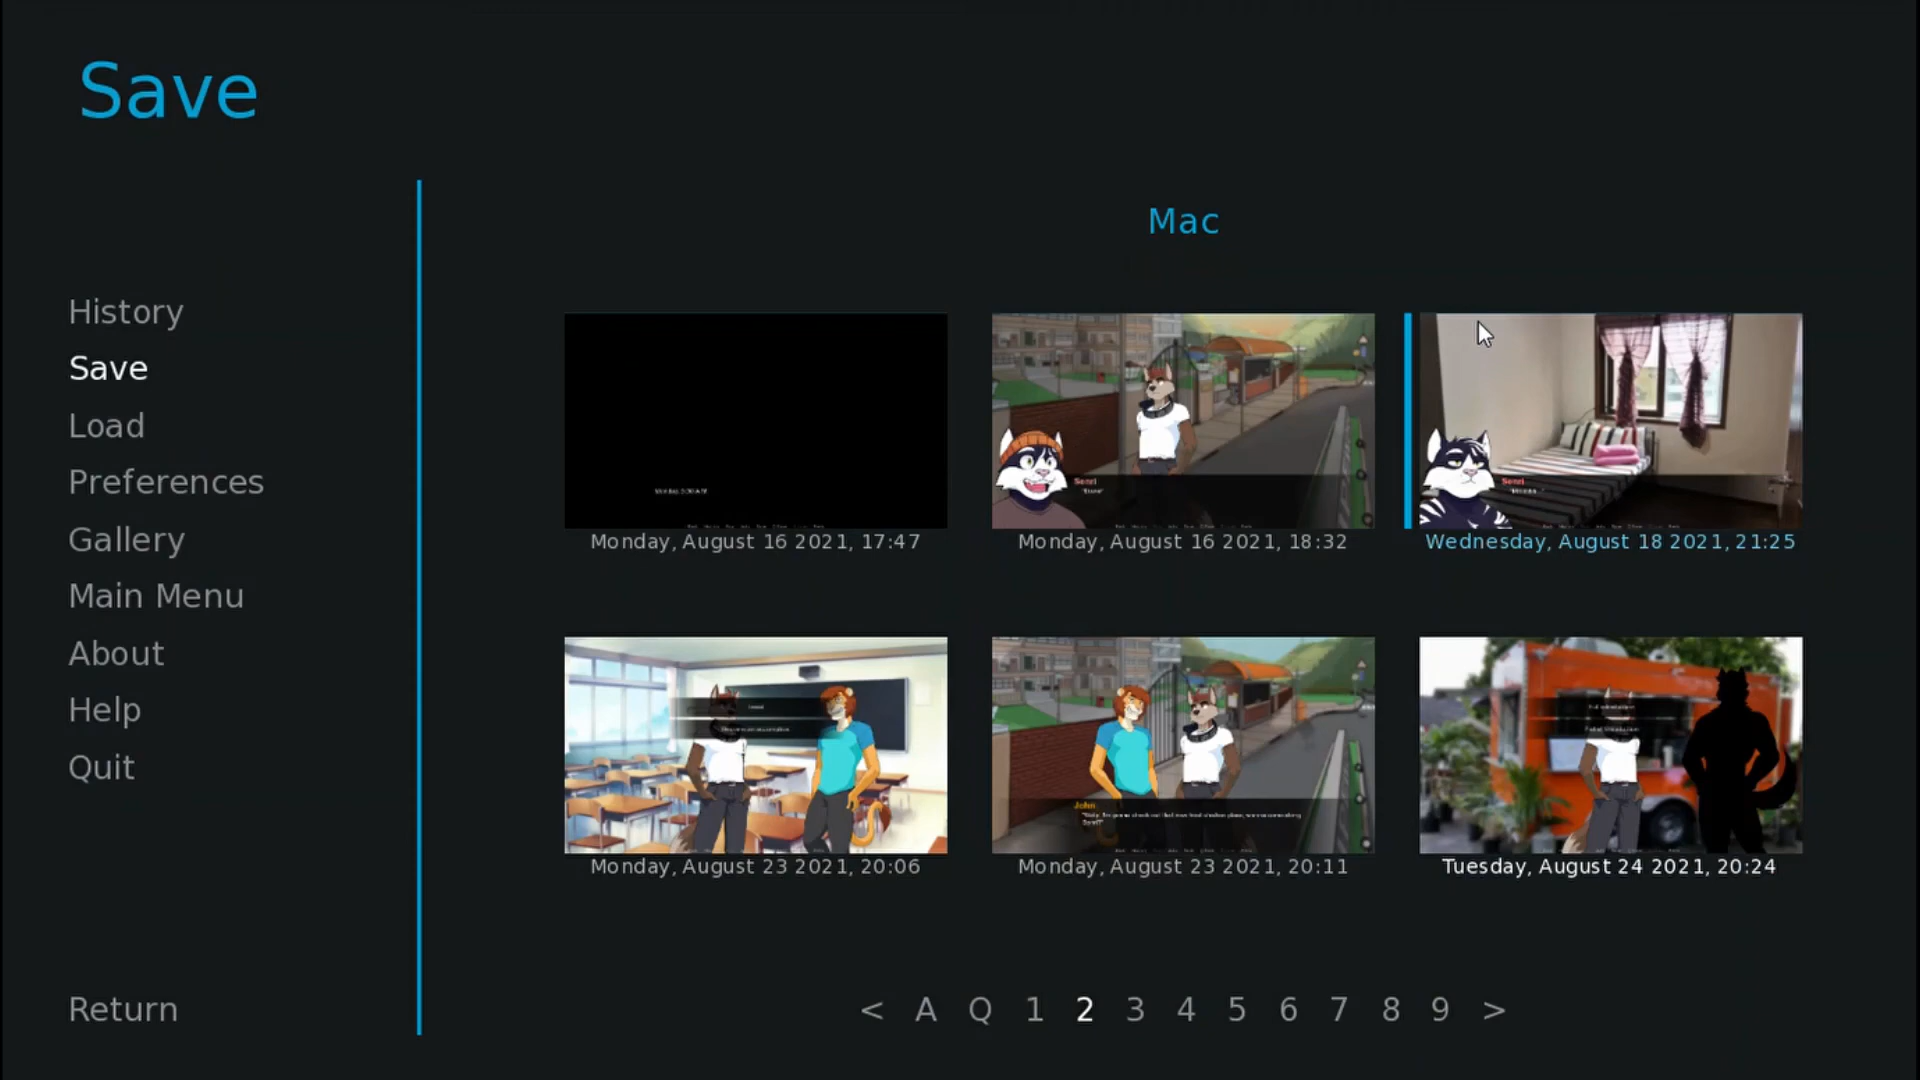 Save
Mac
History
Save
Load
Preferences
Gallery
Main Menu
About
Help
Quit
Return
Monday, August 16 2021, 17:47
Senri
Monday, August 16 2021, 18:32
Senri
Wednesday, August 18 2021, 21:25
Monday, August 23 2021, 20:06
John
Monday, August 23 2021, 20:11
Tuesday, August 24 2021, 20:24
< A Q 1 2 3 4 5 6 7 8 9 >